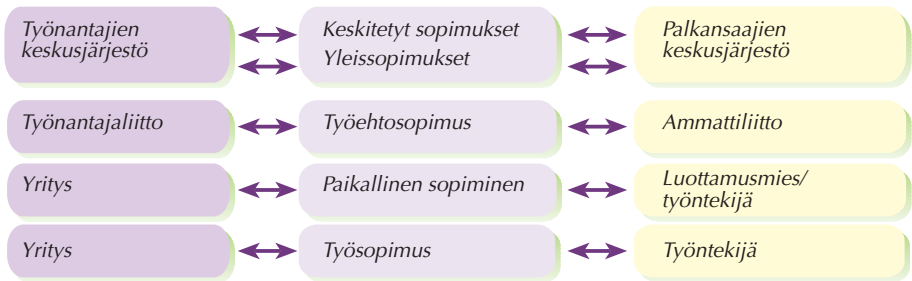 Työnantajien
keskusjärjestö
Keskitetyt sopimukset
Yleissopimukset
Palkansaajien
keskusjärjestö
Työnantajaliitto
Työehtosopimus
Ammattiliitto
Yritys
Paikallinen sopiminen
Luottamusmies/
työntekijä
Yritys
Työsopimus
Työntekijä